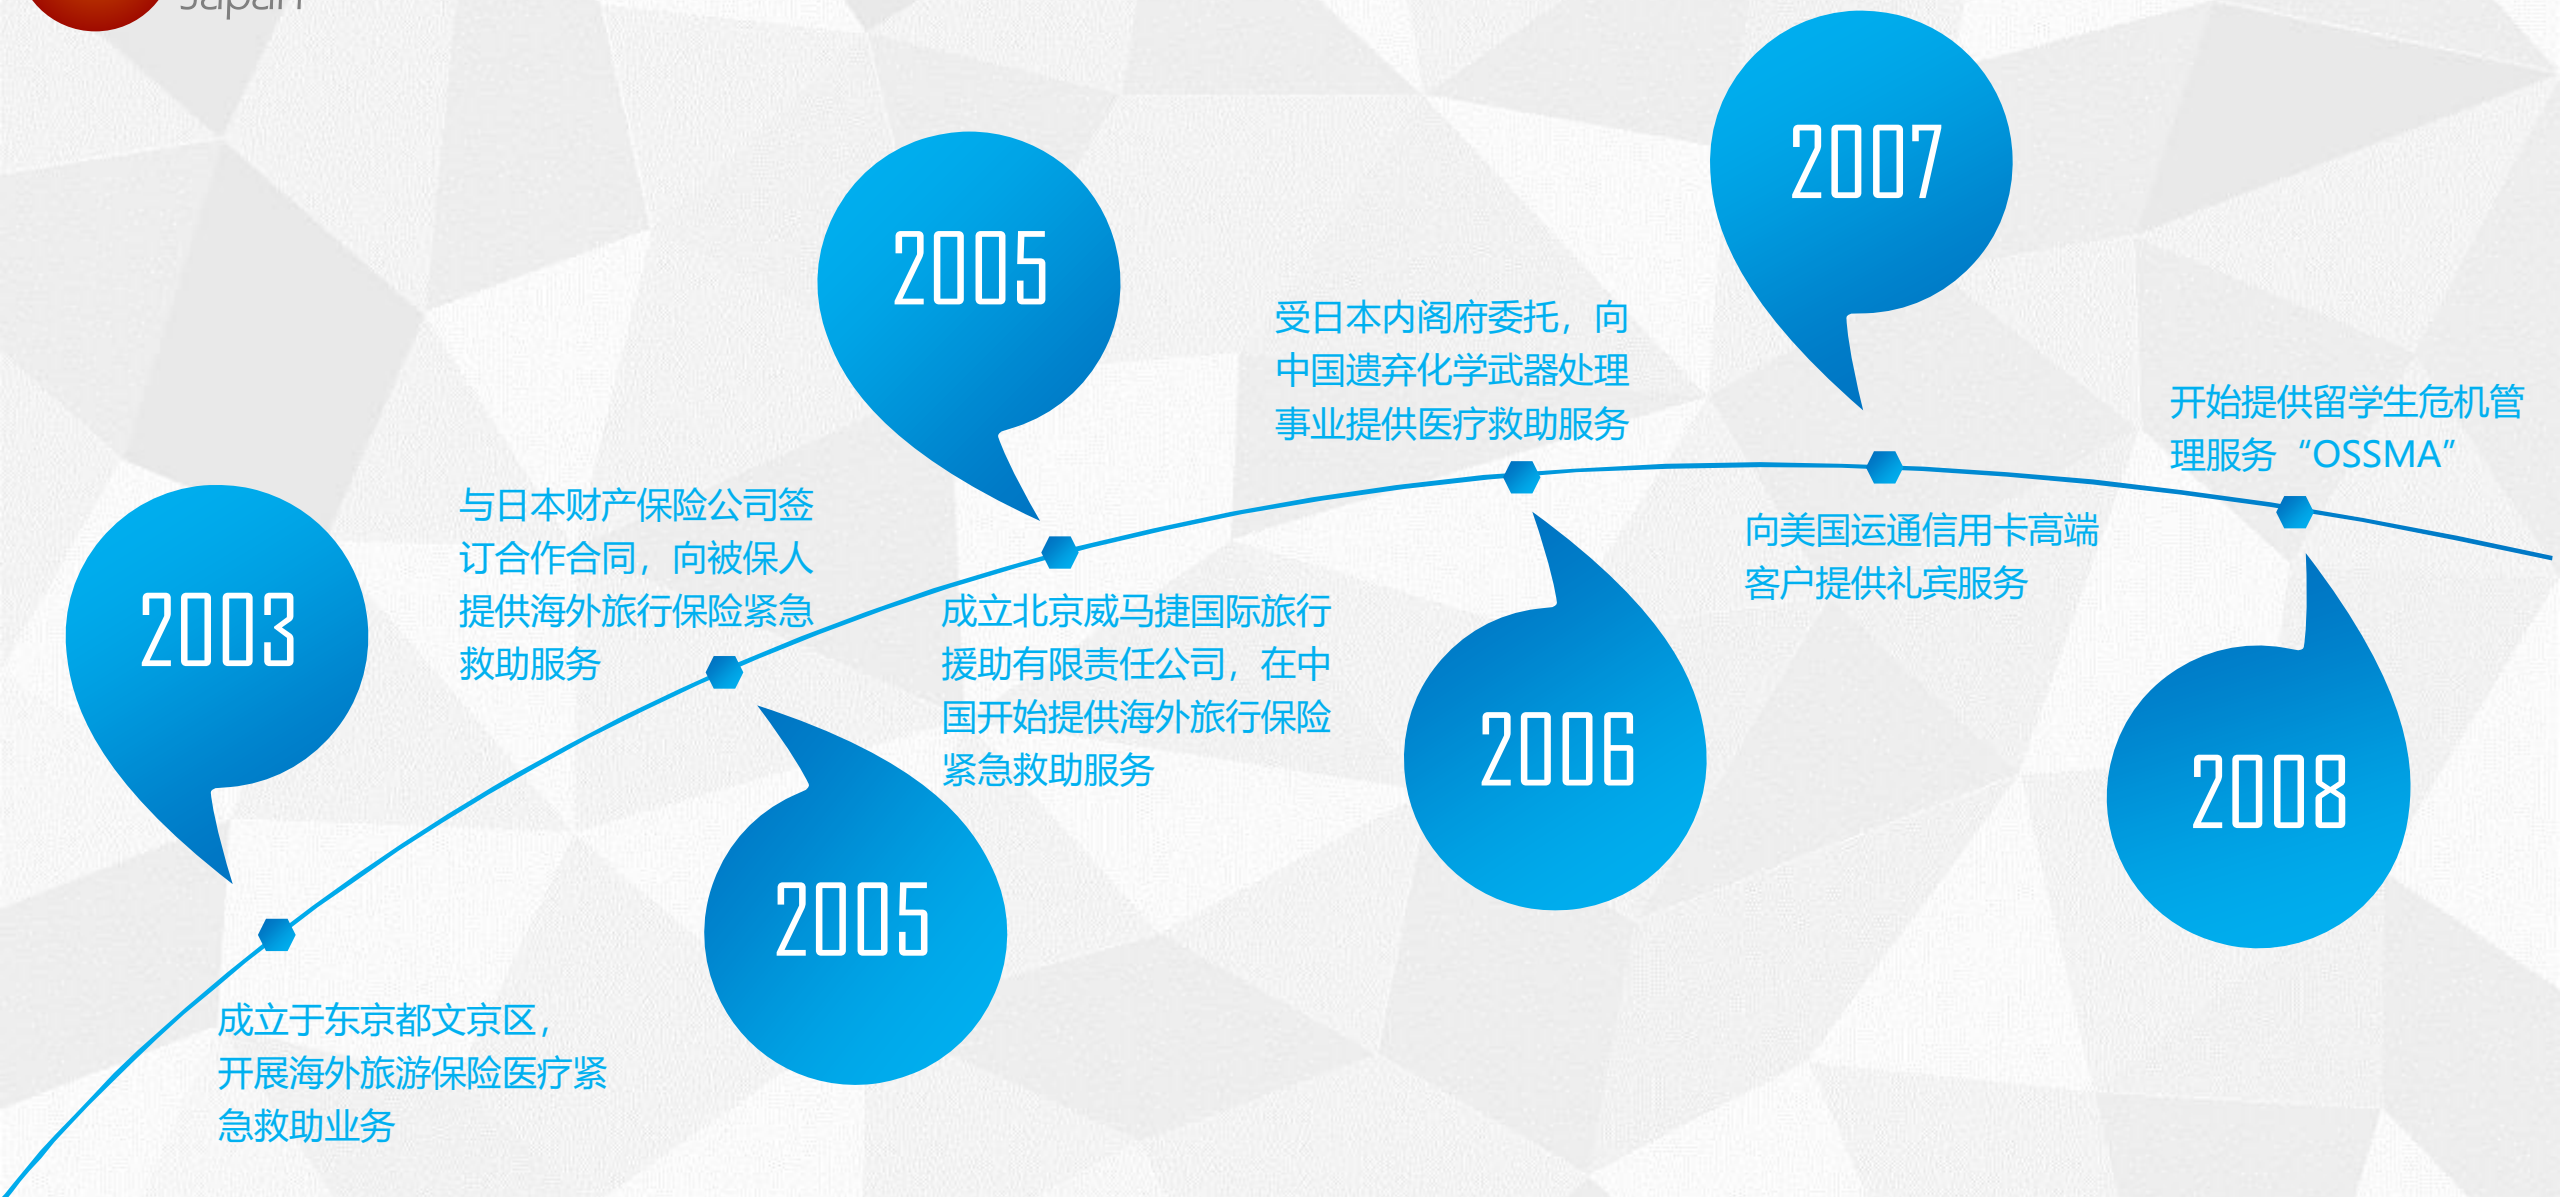 Japan
2003
成立于东京都文京区，
开展海外旅游保险医疗紧
急救助业务
与日本财产保险公司签
订合作合同，向被保人
提供海外旅行保险紧急
救助服务
2005
2005
成立北京威马捷国际旅行
援助有限责任公司，在中
国开始提供海外旅行保险
紧急救助服务
受日本内阁府委托，向
中国遗弃化学武器处理
事业提供医疗救助服务
2006
2007
向美国运通信用卡高端
客户提供礼宾服务
开始提供留学生危机管
理服务“OSSMA”
2008